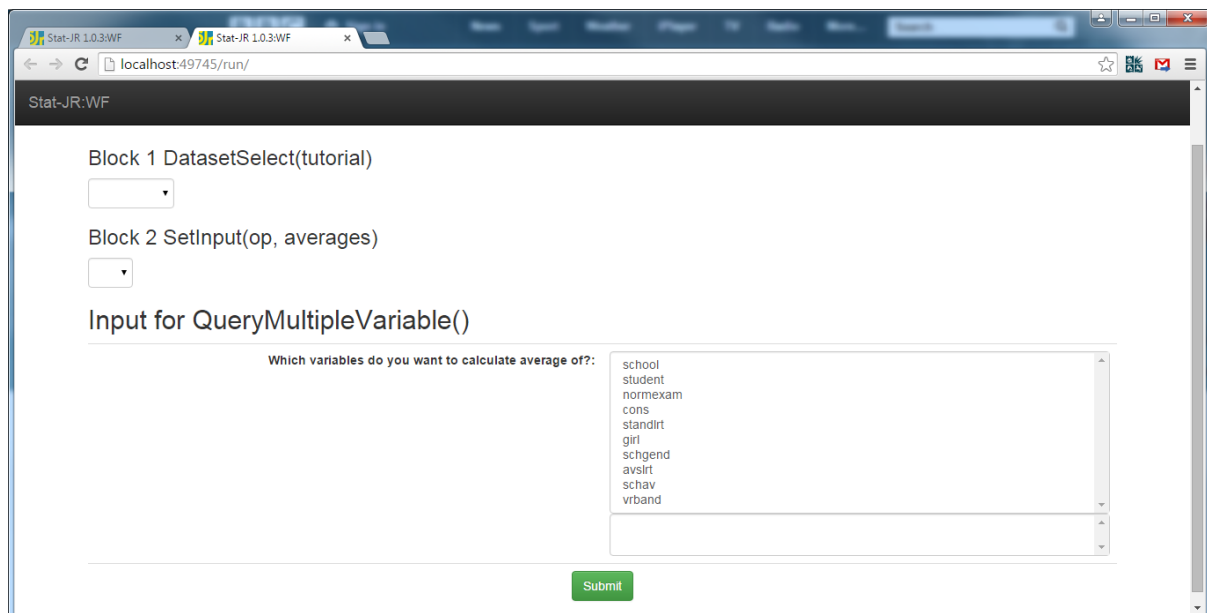 Stat-JR 1.0.3:WF
Stat-JR 1.0.3:WF
localhost:49745/run/
Stat-JR:WF
Block 1 DatasetSelect(tutorial)
Block 2 SetInput(op, averages)
Input for QueryMultipleVariable()
Which variables do you want to calculate average of?:
school
student
normexam
cons
standlrt
girl
schgend
avslrt
schav
vrband
Submit